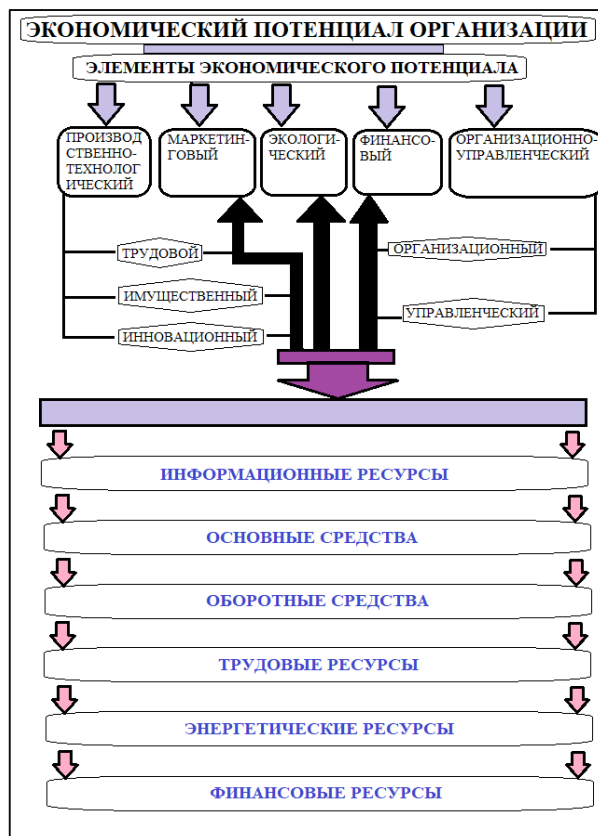 ЭКОНОМИЧЕСКИЙ ПОТЕНЦИАЛ ОРГАНИЗАЦИИ
ЭЛЕМЕНТЫ ЭКОНОМИЧЕСКОГО ПОТЕНЦИАЛА
ПРОИЗВОД
СТВЕННО-
ТЕХНОЛОГ
ИЧЕСКИЙ
МАРКЕТИН-
ГОВЫЙ
ЭКОЛОГИ-
ЧЕСКИЙ
ФИНАНСО-
ВЫЙ
ОРГАНИЗАЦИОННО-
УПРАВЛЕНЧЕСКИЙ
ТРУДОВОЙ
ОРГАНИЗАЦИОННЫЙ
ИМУЩЕСТВЕННЫЙ
УПРАВЛЕНЧЕСКИЙ
ИННОВАЦИОННЫЙ
ИНФОРМАЦИОННЫЕ РЕСУРСЫ
ОСНОВНЫЕ СРЕДСТВА
ОБОРОТНЫЕ СРЕДСТВА
ТРУДОВЫЕ РЕСУРСЫ
ЭНЕРГЕТИЧЕСКИЕ РЕСУРСЫ
ФИНАНСОВЫЕ РЕСУРСЫ